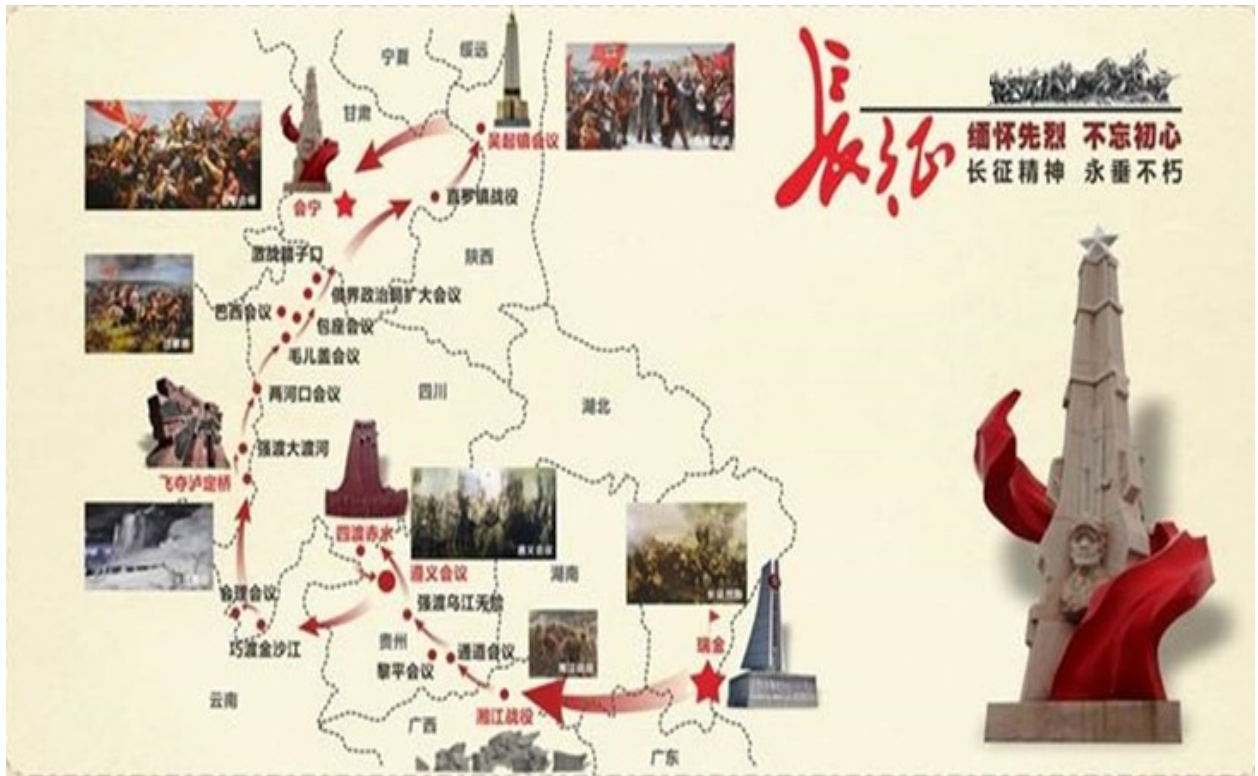 长征
缅怀先烈 不忘初心
长征精神 永垂不朽
宁夏
绥远
甘肃
吴起镇会议
直罗镇战役
会宁
激战腊子口
陕西
俄界政治局扩大会议
巴西会议
包座会议
毛儿盖会议
两河口会议
四川
湖北
强渡大渡河
飞夺泸定桥
四渡赤水
遵义会议
遵义会议
湖南
会理会议
强渡乌江天险
巧渡金沙江
贵州
通道会议
黎平会议
瑞金
云南
湘江战役
广西
广东